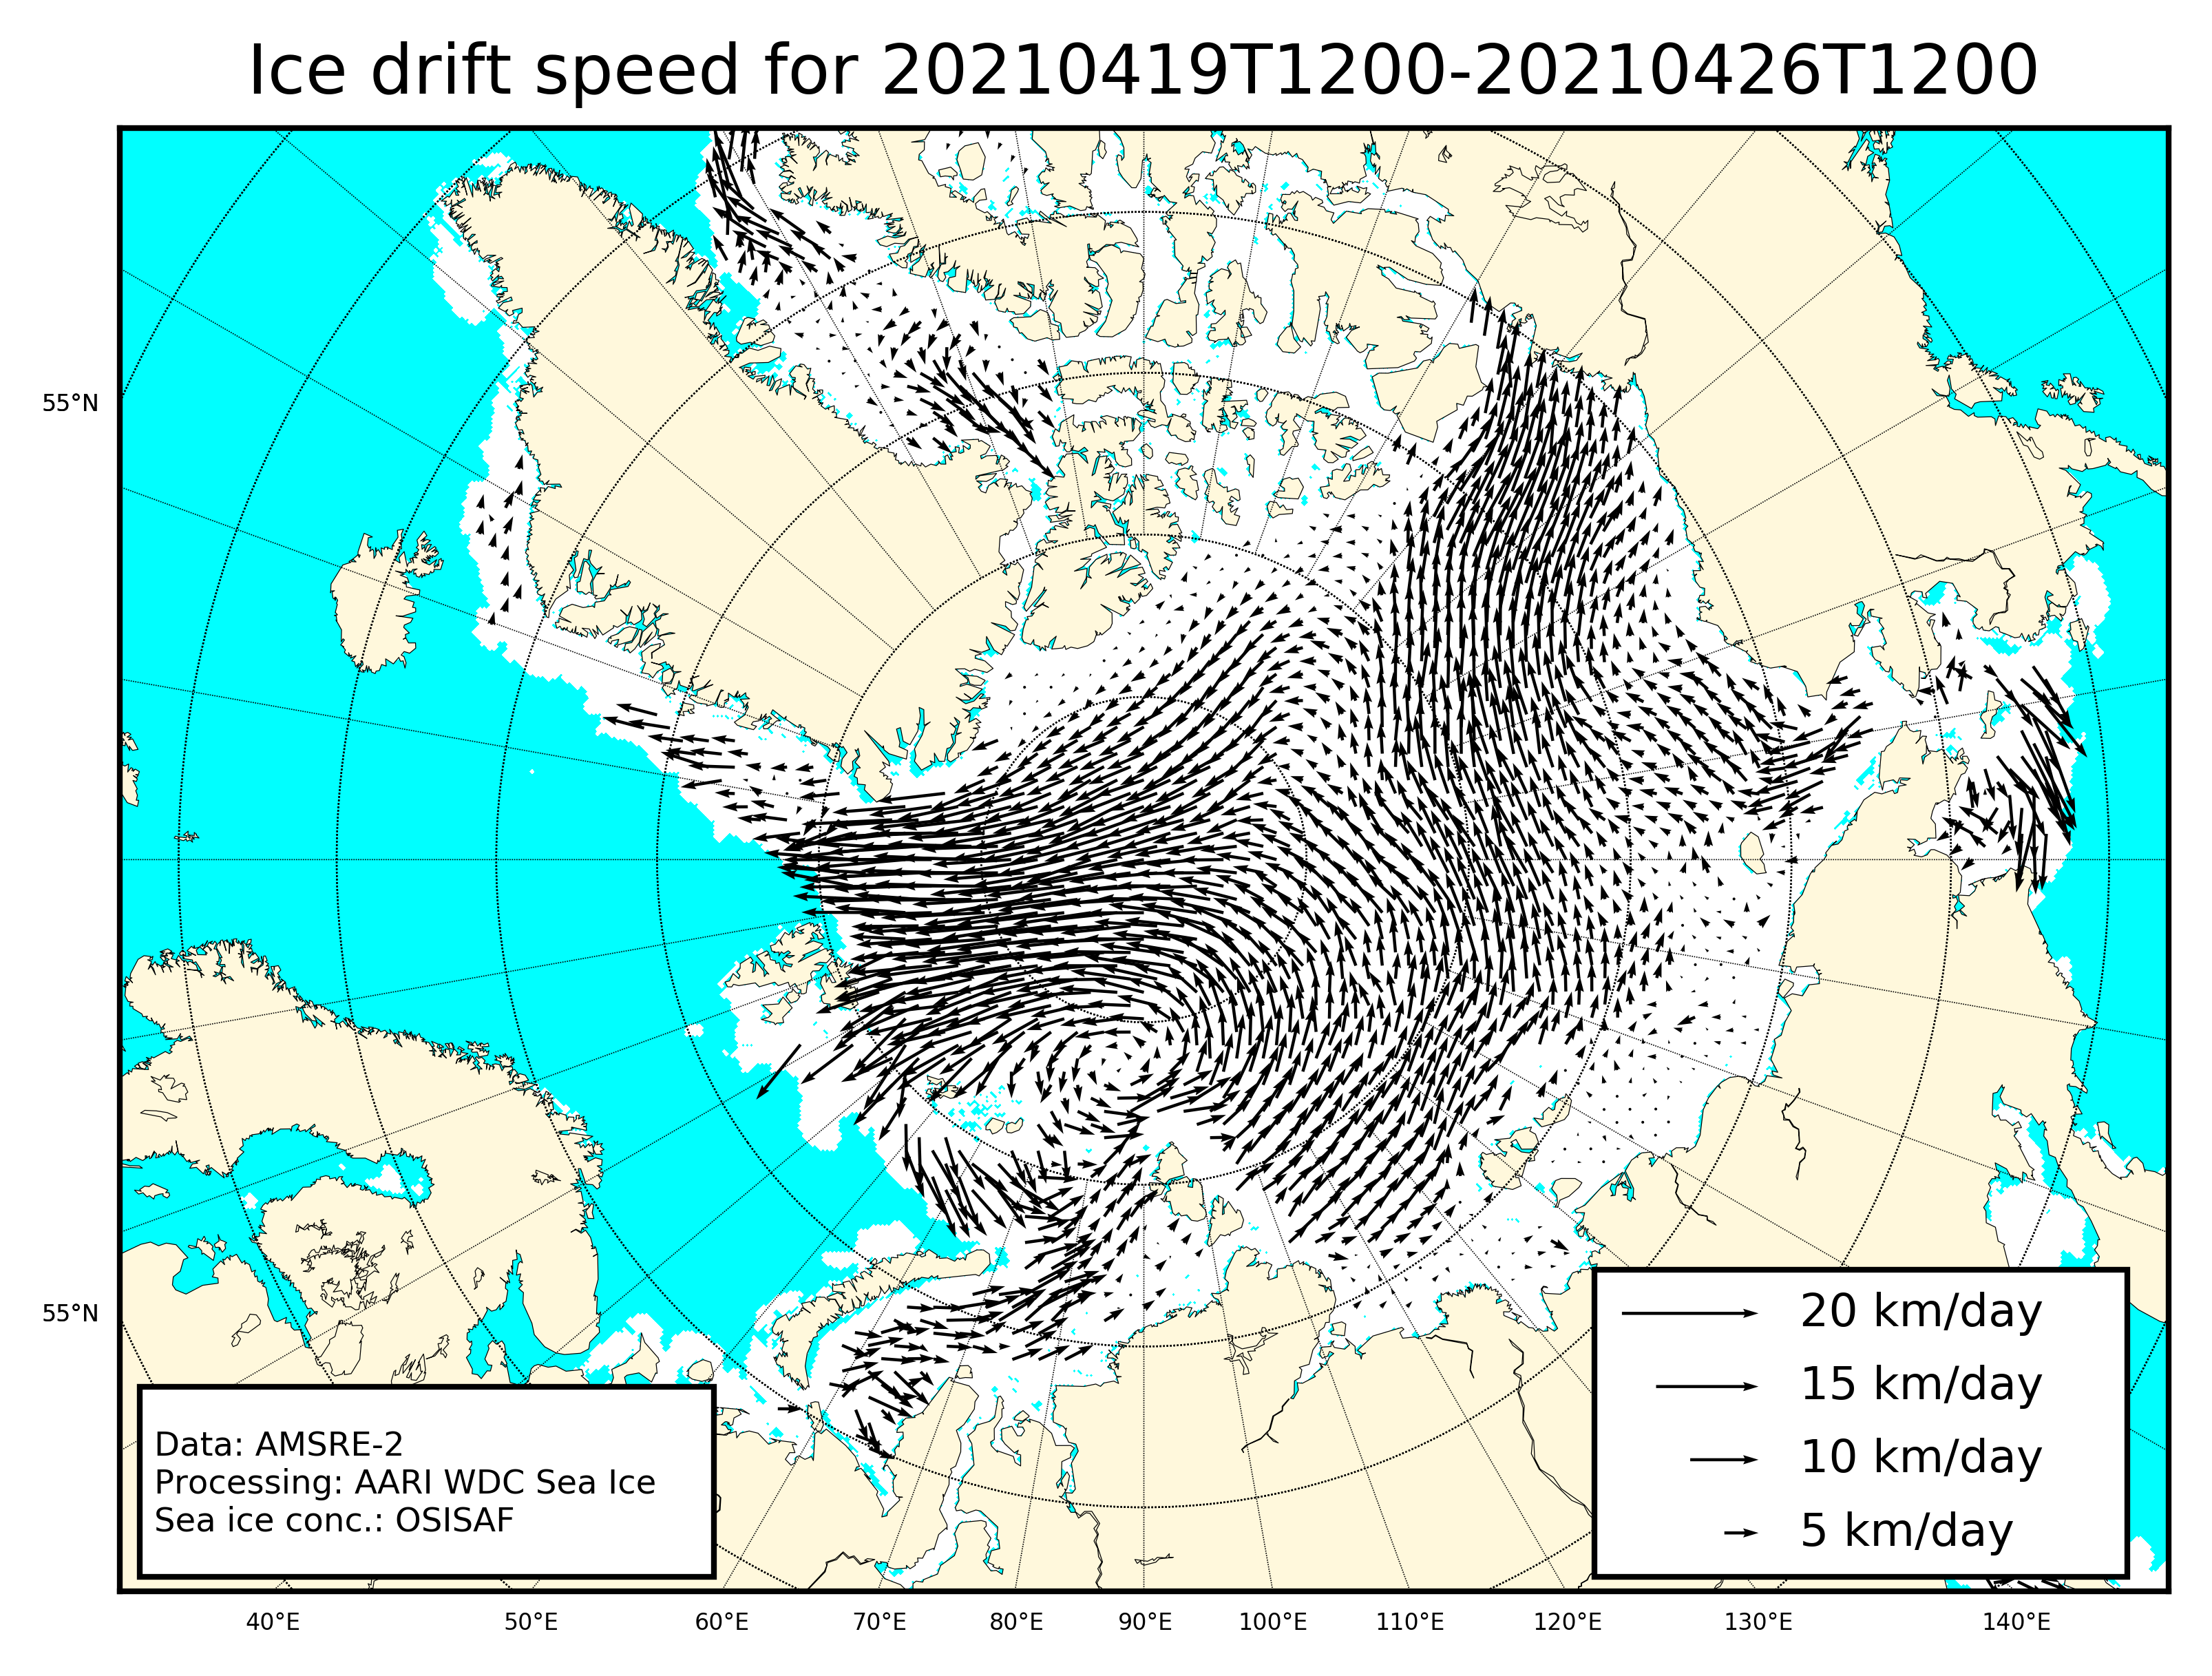 Ice drift speed for 20210419T1200-20210426T1200
55°N
55°N
20 km/day
15 km/day
10 km/day
5 km/day
Data: AMSRE-2
Processing: AARI WDC Sea Ice
Sea ice conc.: OSISAF
40°E 50°E 60°E 70°E 80°E 90°E 100°E 110°E 120°E 130°E 140°E